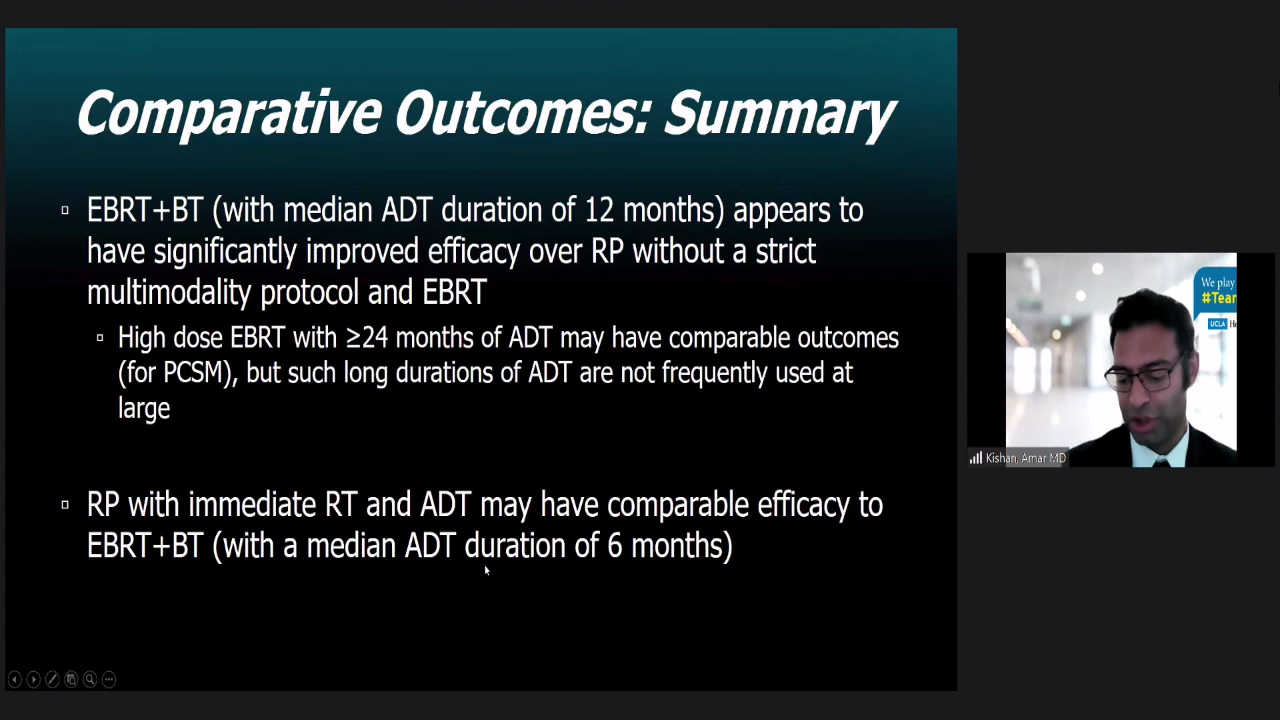 Comparative Outcomes: Summary
EBRT+BT (with median ADT duration of 12 months) appears to
have significantly improved efficacy over RP without a strict
multimodality protocol and EBRT
High dose EBRT with ≥24 months of ADT may have comparable outcomes
(for PCSM), but such long durations of ADT are not frequently used at
large
RP with immediate RT and ADT may have comparable efficacy to
EBRT+BT (with a median ADT duration of 6 months)
We play
#Tea
UCLA
Kishan, Amar MD